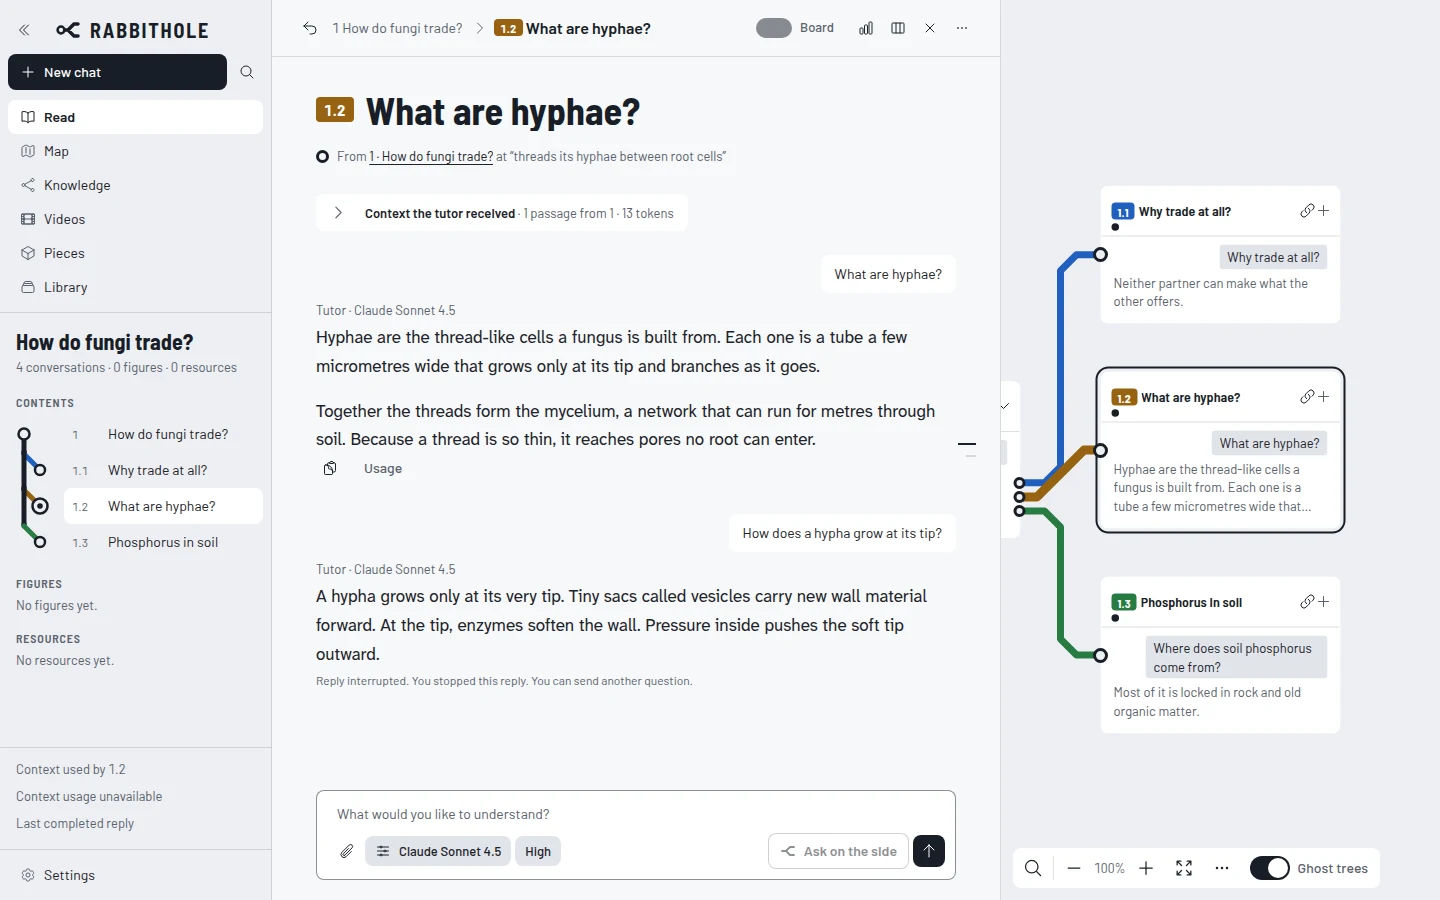 RABBITHOLE
New chat
Read
Map
Knowledge
Videos
Pieces
Library
How do fungi trade?
4 conversations · 0 figures · 0 resources
CONTENTS
1 How do fungi trade?
1.1 Why trade at all?
1.2 What are hyphae?
1.3 Phosphorus in soil
FIGURES
No figures yet.
RESOURCES
No resources yet.
Context used by 1.2
Context usage unavailable
Last completed reply
Settings
1 How do fungi trade? 1.2 What are hyphae?
Board
1.2 What are hyphae?
From 1 · How do fungi trade? at “threads its hyphae between root cells”
Context the tutor received · 1 passage from 1 · 13 tokens
What are hyphae?
Tutor · Claude Sonnet 4.5
Hyphae are the thread-like cells a fungus is built from. Each one is a tube a few
micrometres wide that grows only at its tip and branches as it goes.
Together the threads form the mycelium, a network that can run for metres through
soil. Because a thread is so thin, it reaches pores no root can enter.
Usage
How does a hypha grow at its tip?
Tutor · Claude Sonnet 4.5
A hypha grows only at its very tip. Tiny sacs called vesicles carry new wall material
forward. At the tip, enzymes soften the wall. Pressure inside pushes the soft tip
outward.
Reply interrupted. You stopped this reply. You can send another question.
What would you like to understand?
Claude Sonnet 4.5
High
Ask on the side
1.1 Why trade at all?
Why trade at all?
Neither partner can make what the
other offers.
1.2 What are hyphae?
What are hyphae?
Hyphae are the thread-like cells a
fungus is built from. Each one is a
tube a few micrometres wide that...
1.3 Phosphorus in soil
Where does soil phosphorus
come from?
Most of it is locked in rock and old
organic matter.
100%
Ghost trees